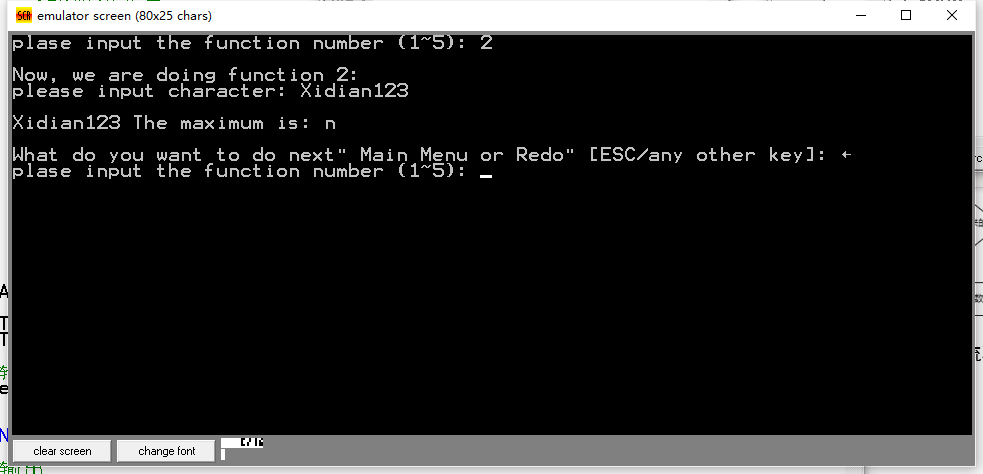 emulator screen (80x25 chars)
plase input the function number (1~5): 2
Now, we are doing function 2:
please input character: Xidian123
Xidian123 The maximum is: n
What do you want to do next" Main Menu or Redo" [ESC/any other key]: ←
plase input the function number (1~5): _
clear screen
change font